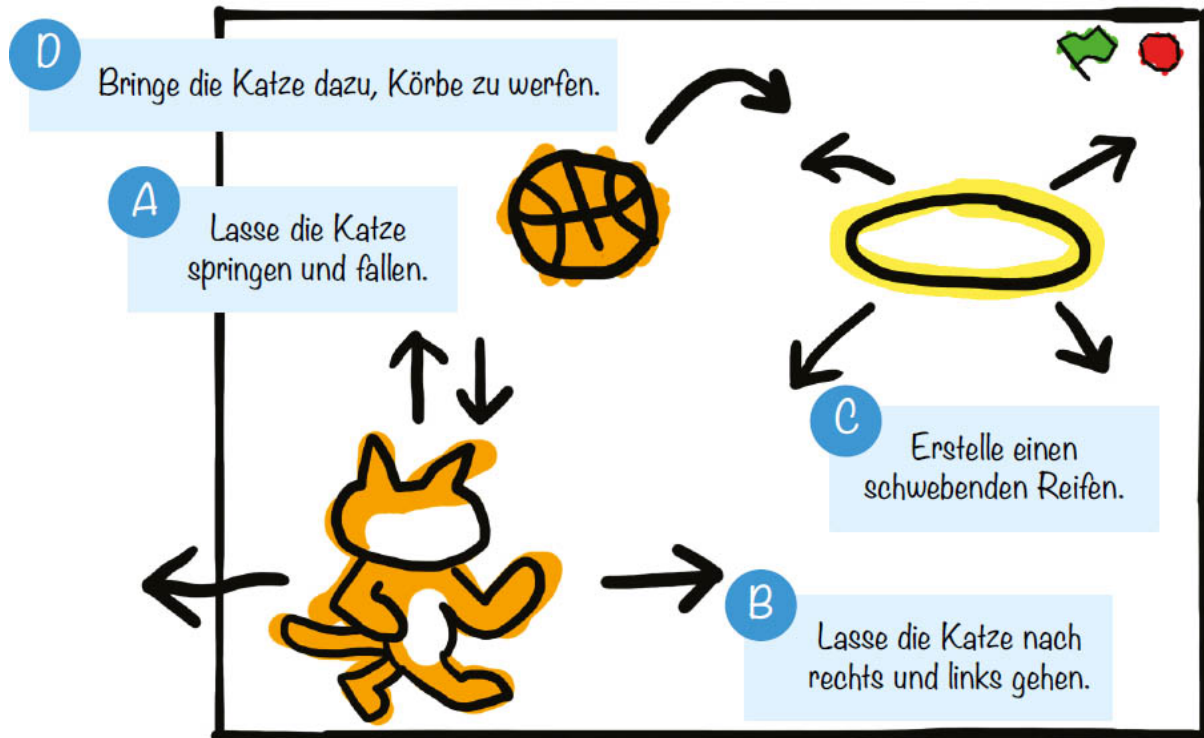 D
Bringe die Katze dazu, Körbe zu werfen.
A
Lasse die Katze
springen und fallen.
C
Erstelle einen
schwebenden Reifen.
B
Lasse die Katze nach
rechts und links gehen.